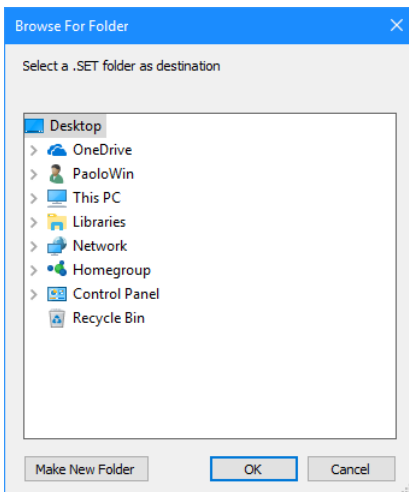 Browse For Folder
Select a .SET folder as destination
Desktop
OneDrive
PaoloWin
This PC
Libraries
Network
Homegroup
Control Panel
Recycle Bin
Make New Folder
OK
Cancel